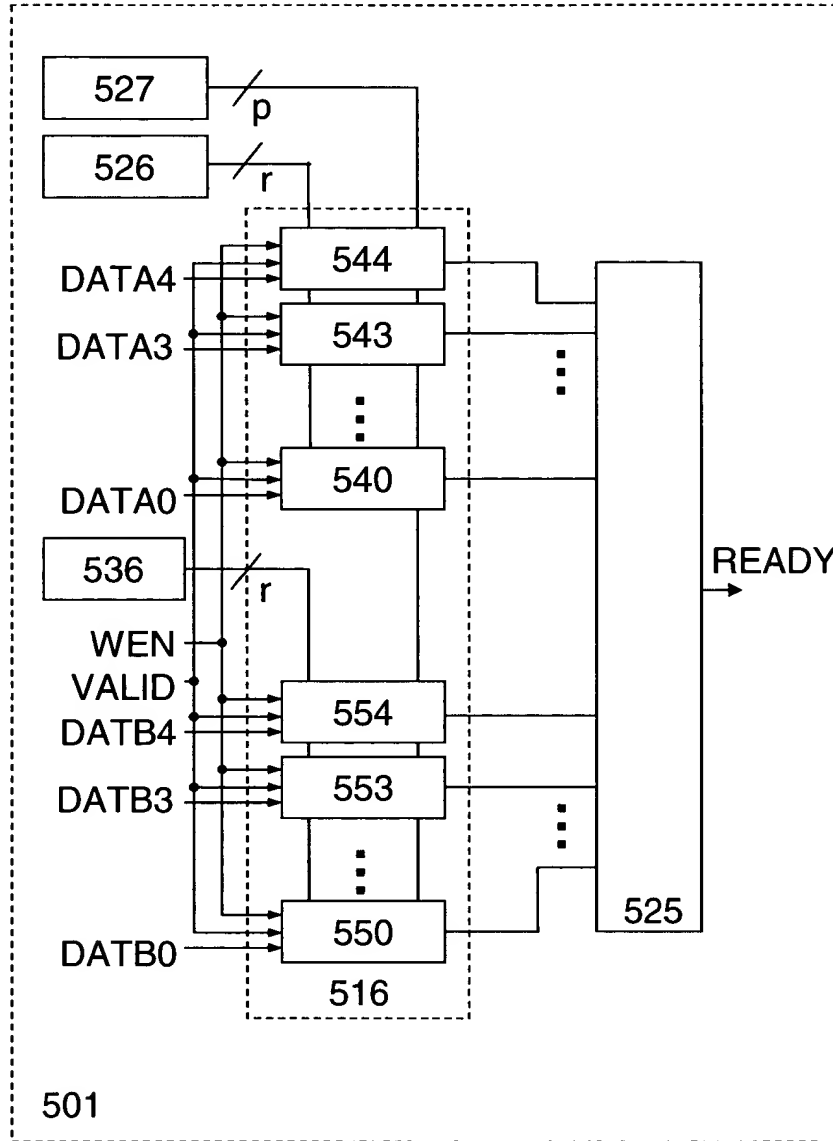 527
p
526
r
544
DATA4
543
DATA3
540
DATA0
536
r
READY
WEN
VALID
554
DATB4
553
DATB3
550
525
DATB0
516
501